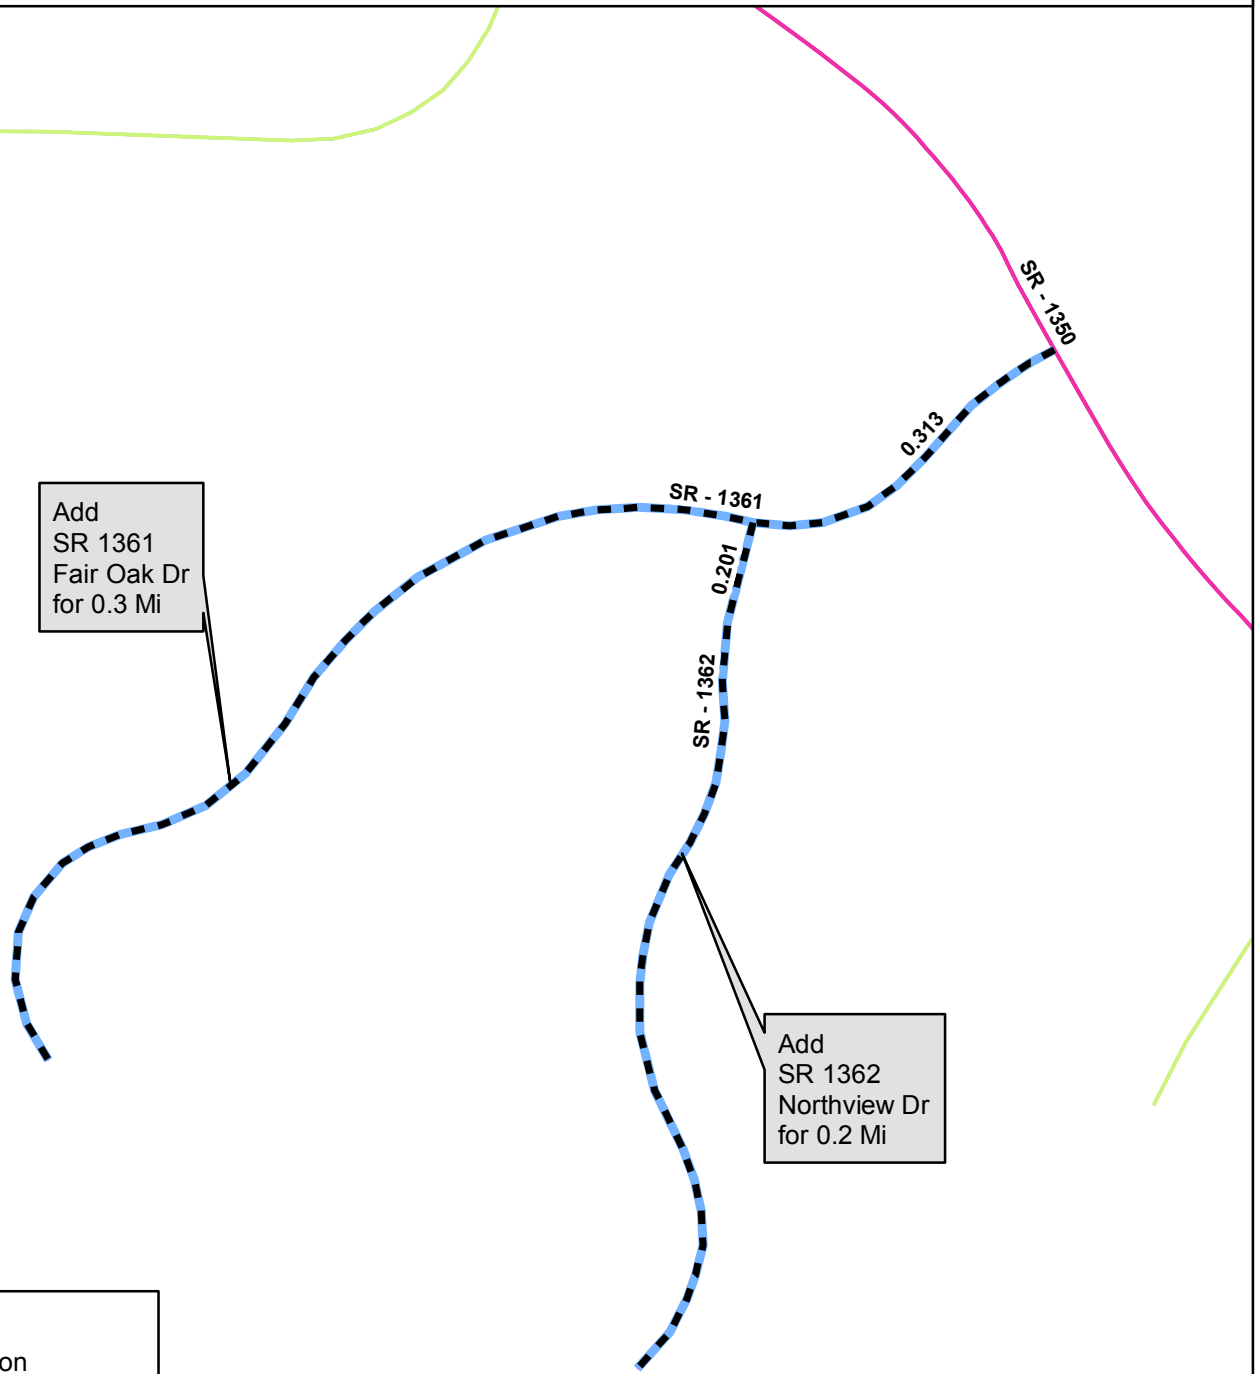 SR - 1350
0.313
SR - 1361
Add
SR 1361
Fair Oak Dr
for 0.3 Mi
0.201
SR - 1362
Add
SR 1362
Northview Dr
for 0.2 Mi
on